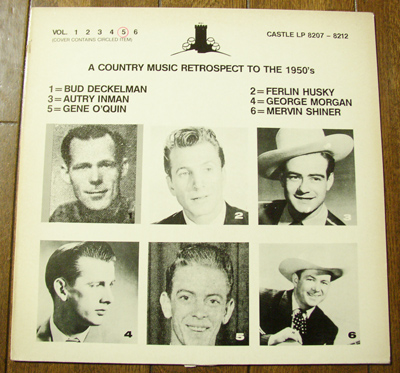 VOL. 1 2 3 4 5 6 CASTLE LP 8207 - 8212
(COVER CONTAINS CIRCLED ITEM)
A COUNTRY MUSIC RETROSPECT TO THE 1950's
1=BUD DECKELMAN 2=FERLIN HUSKY
3=AUTRY INMAN 4=GEORGE MORGAN
5=GENE O'QUIN 6=MERVIN SHINER
1 2 3
4 5 6